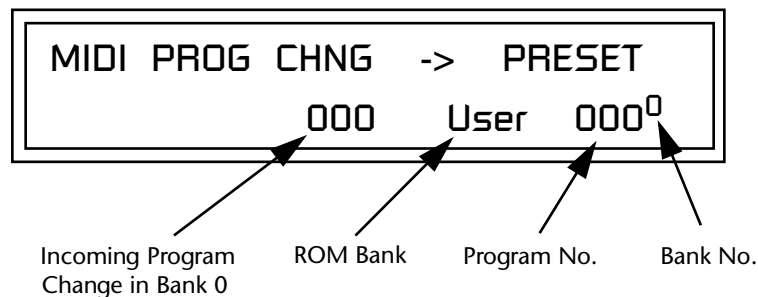 MIDI PROG CHNG -> PRESET
000 User 000⁰
Incoming Program
Change in Bank 0
ROM Bank
Program No.
Bank No.